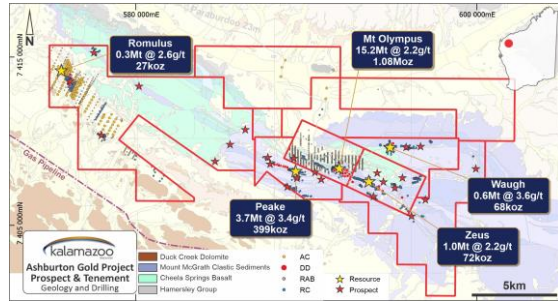 580 000mE
600 000mE
Paraburdoo 22km
N
7 415 000mN
7 405 000mN
Romulus
0.3Mt @ 2.6g/t
27koz
Mt Olympus
15.2Mt @ 2.2g/t
1.08Moz
Gas Pipeline
Peake
3.7Mt @ 3.4g/t
399koz
Waugh
0.6Mt @ 3.6g/t
68koz
Zeus
1.0Mt @ 2.2g/t
72koz
kalamazoo
Ashburton Gold Project
Prospect & Tenement
Geology and Drilling
Duck Creek Dolomite
Mount McGrath Clastic Sediments
Cheela Springs Basalt
Hamersley Group
AC
DD
RAB
RC
Resource
Prospect
5km